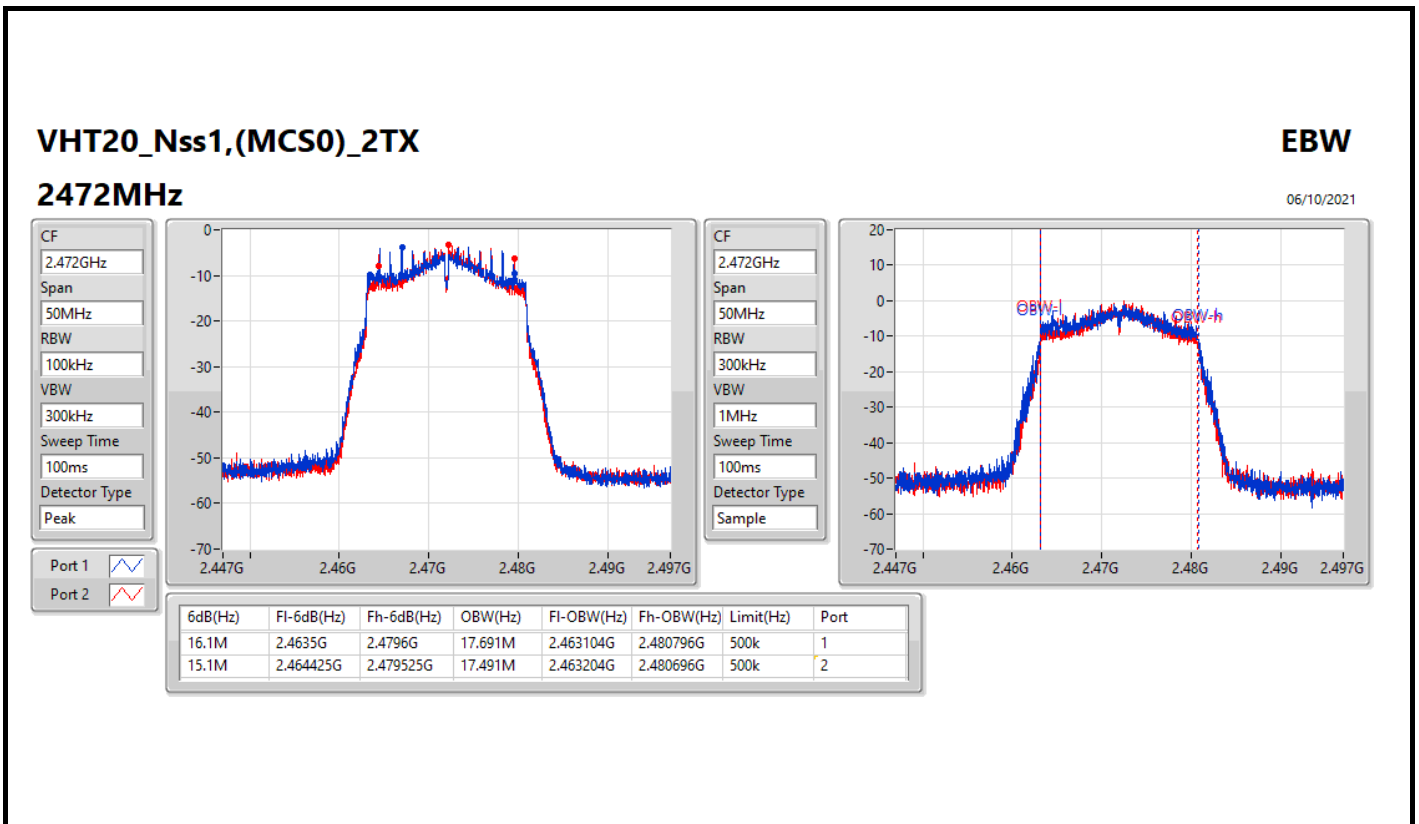 VHT20_Nss1,(MCS0)_2TX
EBW
2472MHz
06/10/2021
CF
2.472GHz
Span
50MHz
RBW
100kHz
VBW
300kHz
Sweep Time
100ms
Detector Type
Peak
Port 1
Port 2
0
-10
-20
-30
-40
-50
-60
-70
2.447G 2.46G 2.47G 2.48G 2.49G 2.497G
CF
2.472GHz
Span
50MHz
RBW
300kHz
VBW
1MHz
Sweep Time
100ms
Detector Type
Sample
20
10
0
-10
-20
-30
-40
-50
-60
-70
OBW-l
OBW-l
OBW-h
OBW-h
2.447G 2.46G 2.47G 2.48G 2.49G 2.497G
6dB(Hz) Fl-6dB(Hz) Fh-6dB(Hz) OBW(Hz) Fl-OBW(Hz) Fh-OBW(Hz) Limit(Hz) Port
16.1M 2.4635G 2.4796G 17.691M 2.463104G 2.480796G 500k 1
15.1M 2.464425G 2.479525G 17.491M 2.463204G 2.480696G 500k 2